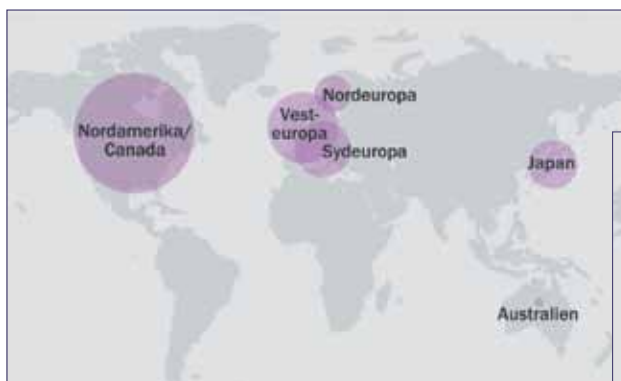 Nordeuropa
Vest-
europa
Nordamerika/
Canada
Sydeuropa
Japan
Australien